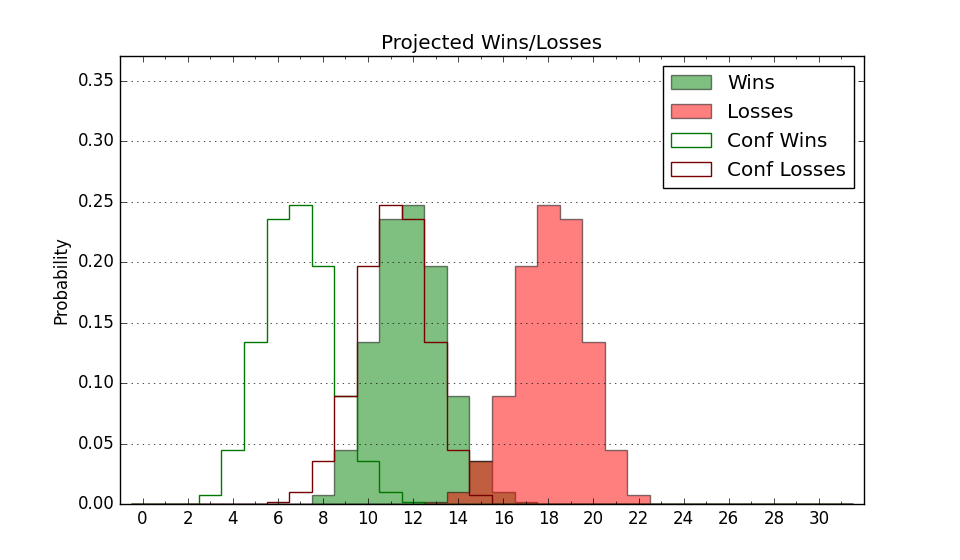 Projected Wins/Losses
Wins
Losses
Conf Wins
Conf Losses
Probability
0.35
0.30
0.25
0.20
0.15
0.10
0.05
0.00
0 2 4 6 8 10 12 14 16 18 20 22 24 26 28 30